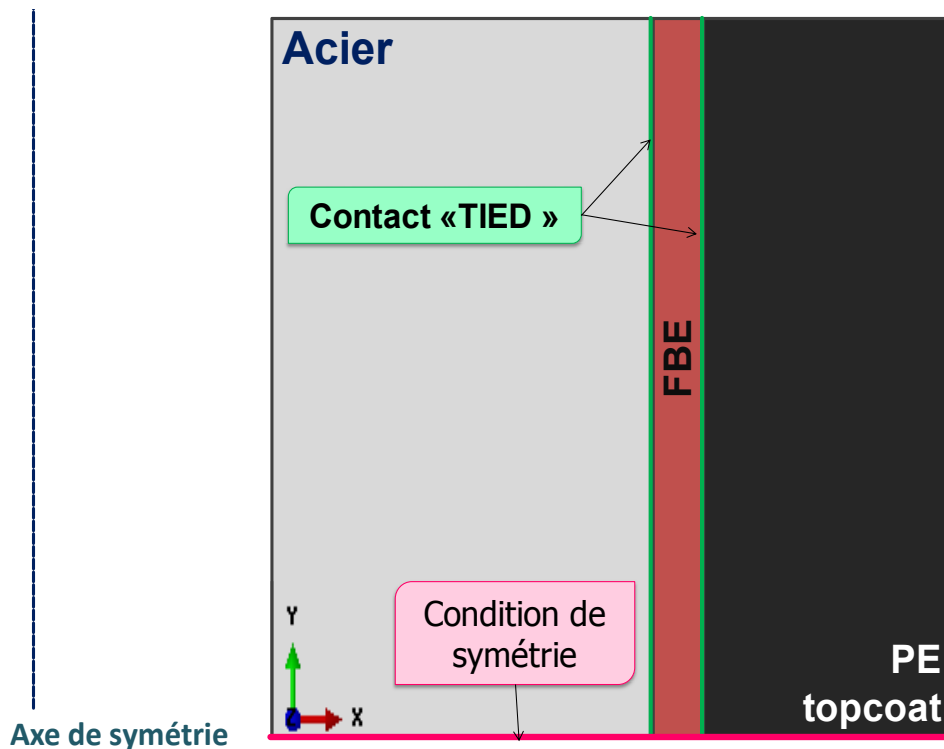 Acier
Contact «TIED »
FBE
Condition de
symétrie
Y
Z
X
PE
topcoat
Axe de symétrie